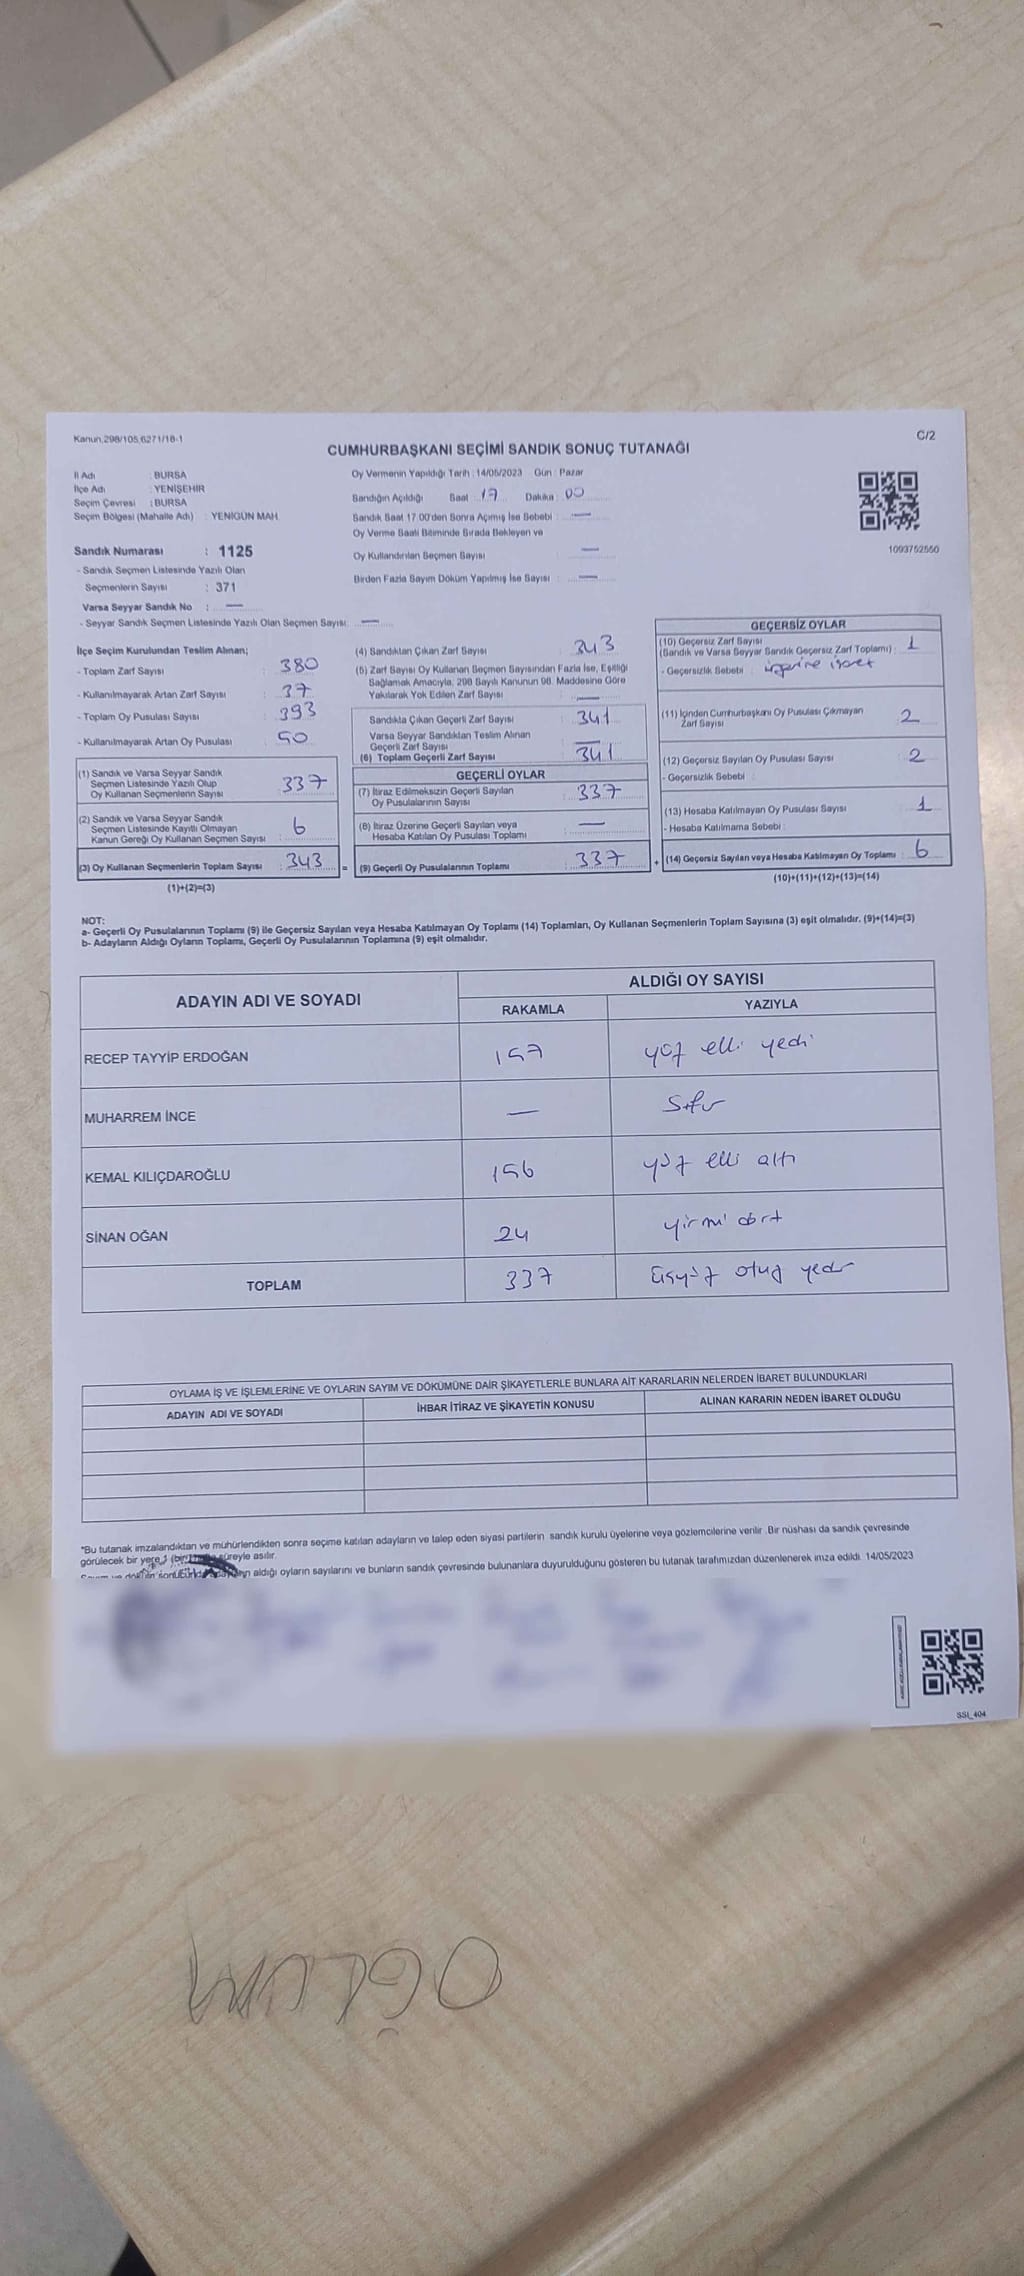 Kanun.298/105,6271/18-1
C/2
CUMHURBAŞKANI SEÇİMİ SANDIK SONUÇ TUTANAĞI
İl Adı : BURSA
İlçe Adı : YENİŞEHİR
Seçim Çevresi : BURSA
Seçim Bölgesi (Mahalle Adı) : YENİGÜN MAH.
Sandık Numarası : 1125
- Sandık Seçmen Listesinde Yazılı Olan
Seçmenlerin Sayısı : 371
Varsa Seyyar Sandık No : —
- Seyyar Sandık Seçmen Listesinde Yazılı Olan Seçmen Sayısı: —
Oy Vermenin Yapıldığı Tarih : 14/05/2023 Gün : Pazar
Sandığın Açıldığı Saat : 17 Dakika : 00
Sandık Saat 17.00'den Sonra Açımış İse Sebebi : —
Oy Verme Saati Bitiminde Sırada Bekleyen ve
Oy Kullandırılan Seçmen Sayısı —
Birden Fazla Sayım Döküm Yapılmış İse Sayısı : —
1093752550
İlçe Seçim Kurulundan Teslim Alınan;
- Toplam Zarf Sayısı : 380
- Kullanılmayarak Artan Zarf Sayısı : 37
- Toplam Oy Pusulası Sayısı : 393
- Kullanılmayarak Artan Oy Pusulası : 50
(1) Sandık ve Varsa Seyyar Sandık
Seçmen Listesinde Yazılı Olup
Oy Kullanan Seçmenlerin Sayısı 337
(2) Sandık ve Varsa Seyyar Sandık
Seçmen Listesinde Kayıtlı Olmayan
Kanun Gereği Oy Kullanan Seçmen Sayısı 6
(3) Oy Kullanan Seçmenlerin Toplam Sayısı : 343 =
(1)+(2)=(3)
(4) Sandıktan Çıkan Zarf Sayısı : 343
(5) Zarf Sayısı Oy Kullanan Seçmen Sayısından Fazla İse, Eşitliği
Sağlamak Amacıyla, 298 Sayılı Kanunun 98. Maddesine Göre
Yakılarak Yok Edilen Zarf Sayısı : —
Sandıkta Çıkan Geçerli Zarf Sayısı : 341
Varsa Seyyar Sandıktan Teslim Alınan
Geçerli Zarf Sayısı : —
(6) Toplam Geçerli Zarf Sayısı 341
GEÇERLİ OYLAR
(7) İtiraz Edilmeksizin Geçerli Sayılan
Oy Pusulalarının Sayısı : 337
(8) İtiraz Üzerine Geçerli Sayılan veya
Hesaba Katılan Oy Pusulası Toplamı : —
(9) Geçerli Oy Pusulalarının Toplamı : 337 +
GEÇERSİZ OYLAR
(10) Geçersiz Zarf Sayısı
(Sandık ve Varsa Seyyar Sandık Geçersiz Zarf Toplamı) : 1
- Geçersizlik Sebebi : üzerine işaret
(11) İçinden Cumhurbaşkanı Oy Pusulası Çıkmayan
Zarf Sayısı 2
(12) Geçersiz Sayılan Oy Pusulası Sayısı 2
- Geçersizlik Sebebi :
(13) Hesaba Katılmayan Oy Pusulası Sayısı 1
- Hesaba Katılmama Sebebi :
(14) Geçersiz Sayılan veya Hesaba Katılmayan Oy Toplamı : 6
(10)+(11)+(12)+(13)=(14)
NOT:
a- Geçerli Oy Pusulalarının Toplamı (9) ile Geçersiz Sayılan veya Hesaba Katılmayan Oy Toplamı (14) Toplamları, Oy Kullanan Seçmenlerin Toplam Sayısına (3) eşit olmalıdır. (9)+(14)=(3)
b- Adayların Aldığı Oyların Toplamı, Geçerli Oy Pusulalarının Toplamına (9) eşit olmalıdır.
ADAYIN ADI VE SOYADI
ALDIĞI OY SAYISI
RAKAMLA YAZIYLA
RECEP TAYYİP ERDOĞAN 157 yüz elli yedi
MUHARREM İNCE — Sıfır
KEMAL KILIÇDAROĞLU 156 yüz elli altı
SİNAN OĞAN 24 yirmi dört
TOPLAM 337 üçyüz otuz yedi
OYLAMA İŞ VE İŞLEMLERİNE VE OYLARIN SAYIM VE DÖKÜMÜNE DAİR ŞİKAYETLERLE BUNLARA AİT KARARLARIN NELERDEN İBARET BULUNDUKLARI
ADAYIN ADI VE SOYADI İHBAR İTİRAZ VE ŞİKAYETİN KONUSU ALINAN KARARIN NEDEN İBARET OLDUĞU
*Bu tutanak imzalandıktan ve mühürlendikten sonra seçime katılan adayların ve talep eden siyasi partilerin sandık kurulu üyelerine veya gözlemcilerine verilir. Bir nüshası da sandık çevresinde
görülecek bir yere 1 (bir) süreyle asılır.
Sayım ve döküm sonucunda aldığı oyların sayılarını ve bunların sandık çevresinde bulunanlara duyurulduğunu gösteren bu tutanak tarafımızdan düzenlenerek imza edildi. 14/05/2023
SSI_404
OĞLUM